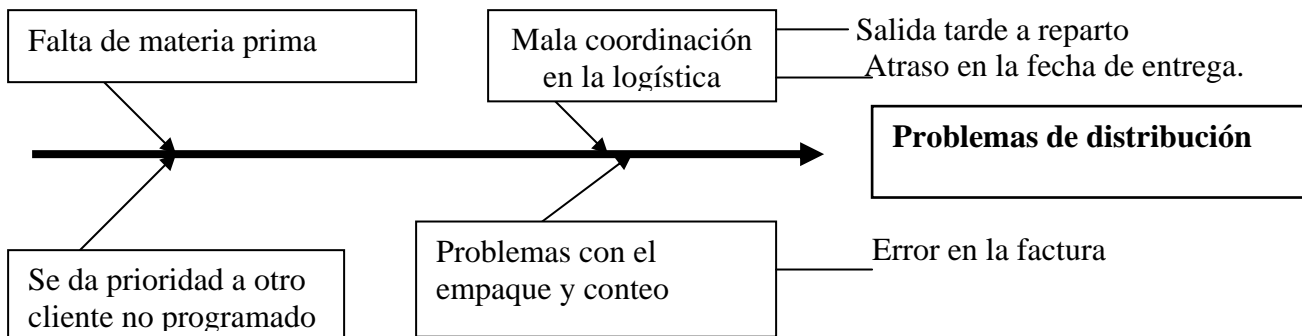 Falta de materia prima
Mala coordinación
en la logística
Salida tarde a reparto
Atraso en la fecha de entrega.
Problemas de distribución
Se da prioridad a otro
cliente no programado
Problemas con el
empaque y conteo
Error en la factura